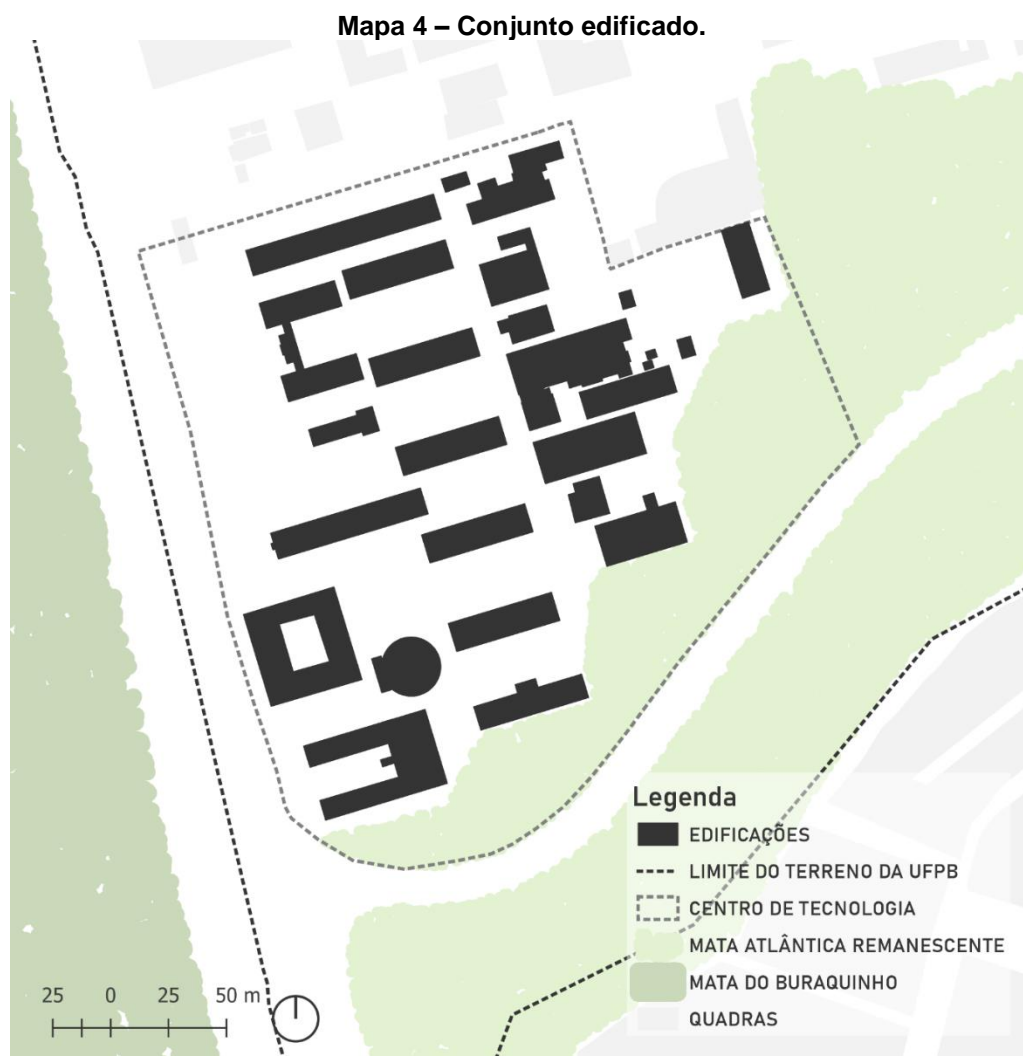 Mapa 4 – Conjunto edificado.
Legenda
EDIFICAÇÕES
LIMITE DO TERRENO DA UFPB
CENTRO DE TECNOLOGIA
MATA ATLÂNTICA REMANESCENTE
MATA DO BURAQUINHO
QUADRAS
25 0 25 50 m